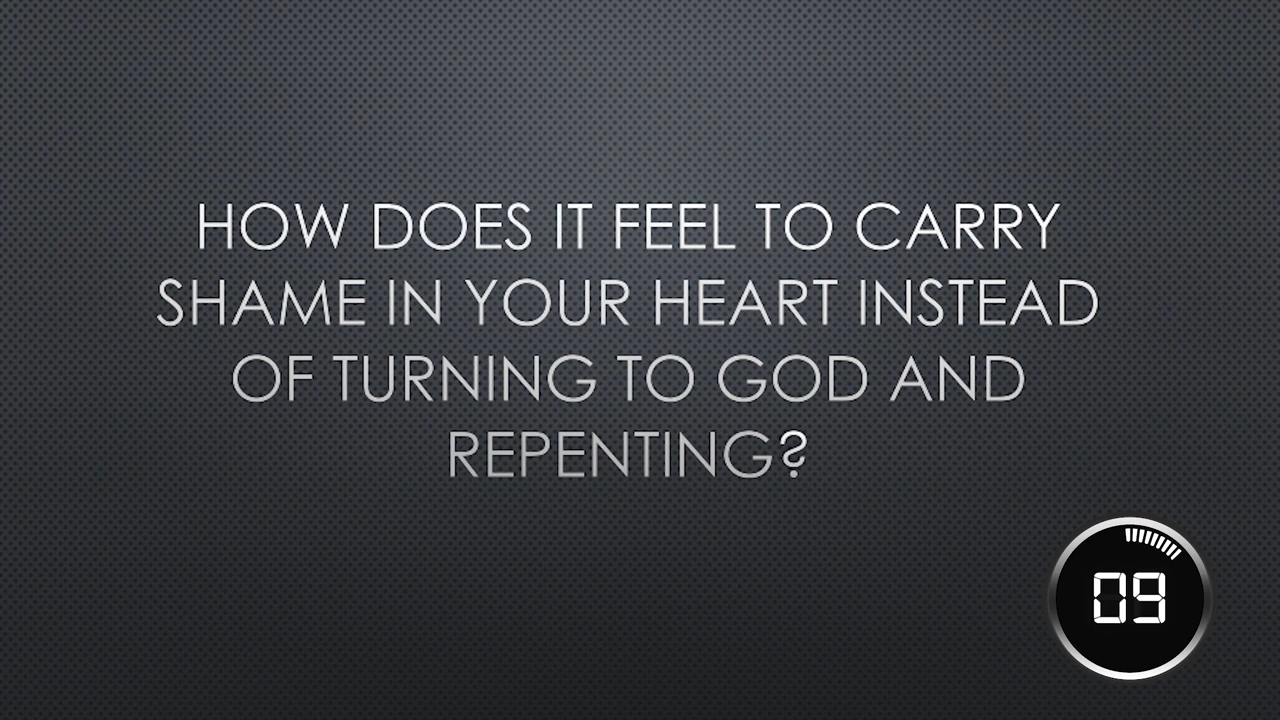 HOW DOES IT FEEL TO CARRY
SHAME IN YOUR HEART INSTEAD
OF TURNING TO GOD AND
REPENTING?
09